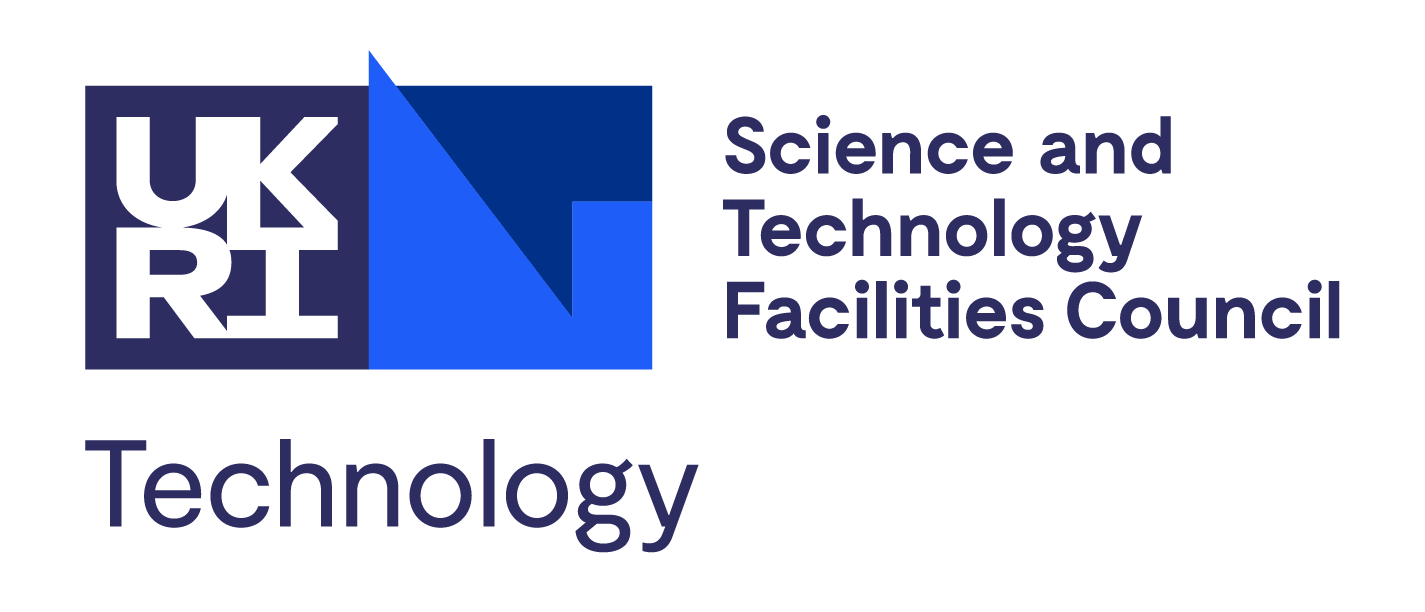 UK
RI
Science and
Technology
Facilities Council
Technology